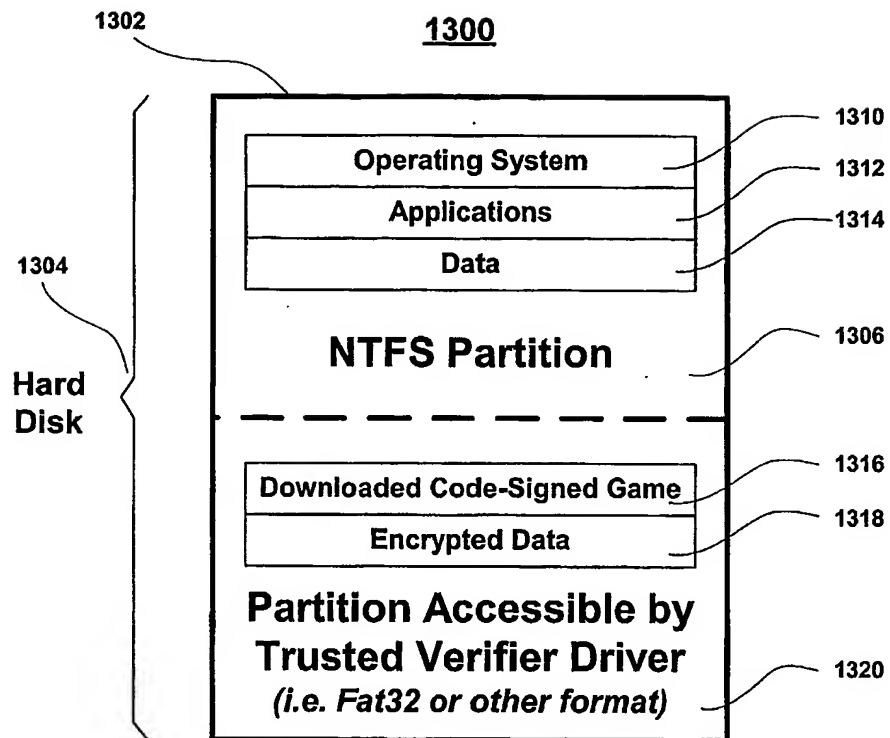 1300
1302
1304
Hard
Disk
Operating System
1310
Applications
1312
Data
1314
NTFS Partition
1306
Downloaded Code-Signed Game
1316
Encrypted Data
1318
Partition Accessible by
Trusted Verifier Driver
(i.e. Fat32 or other format)
1320